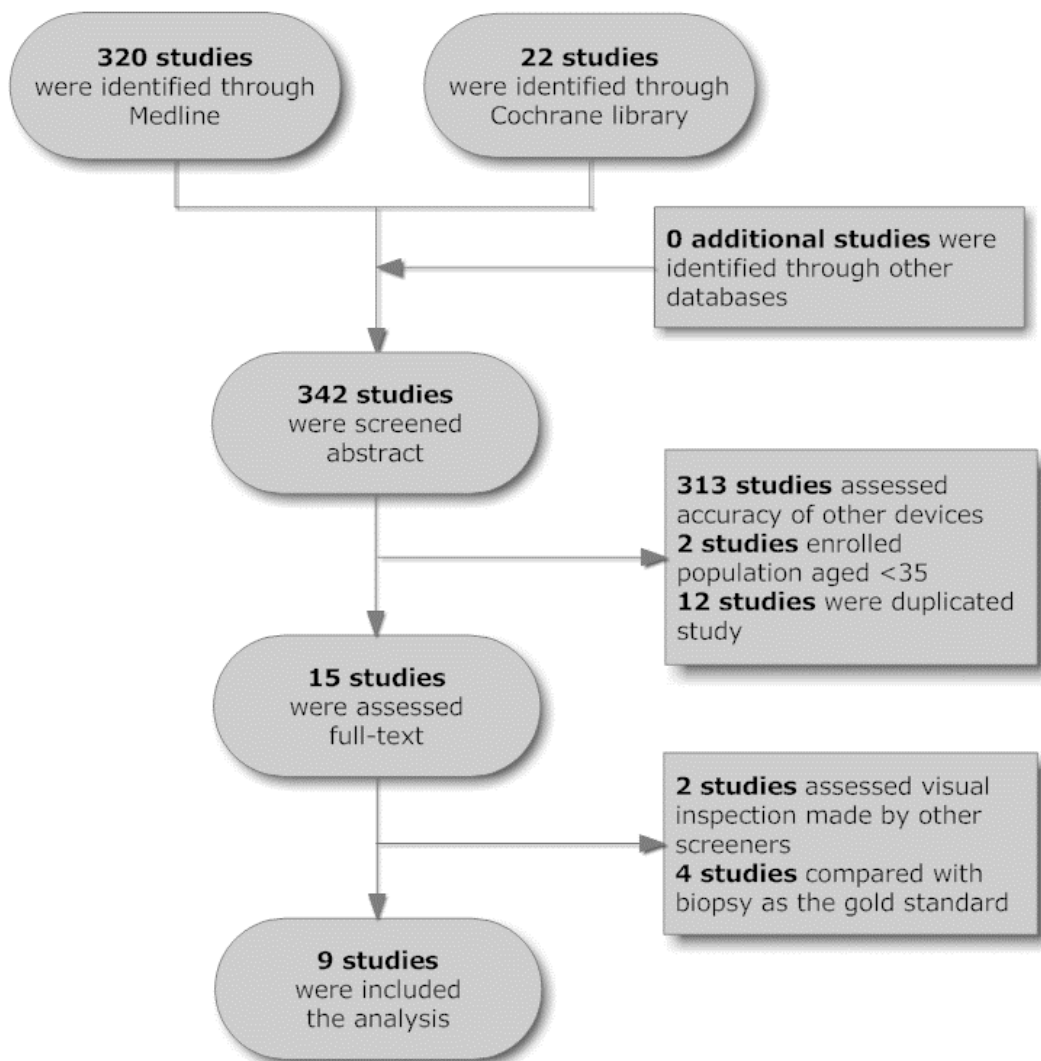 320 studies
were identified through
Medline
22 studies
were identified through
Cochrane library
0 additional studies were
identified through other
databases
342 studies
were screened
abstract
313 studies assessed
accuracy of other devices
2 studies enrolled
population aged <35
12 studies were duplicated
study
15 studies
were assessed
full-text
2 studies assessed visual
inspection made by other
screeners
4 studies compared with
biopsy as the gold standard
9 studies
were included
the analysis